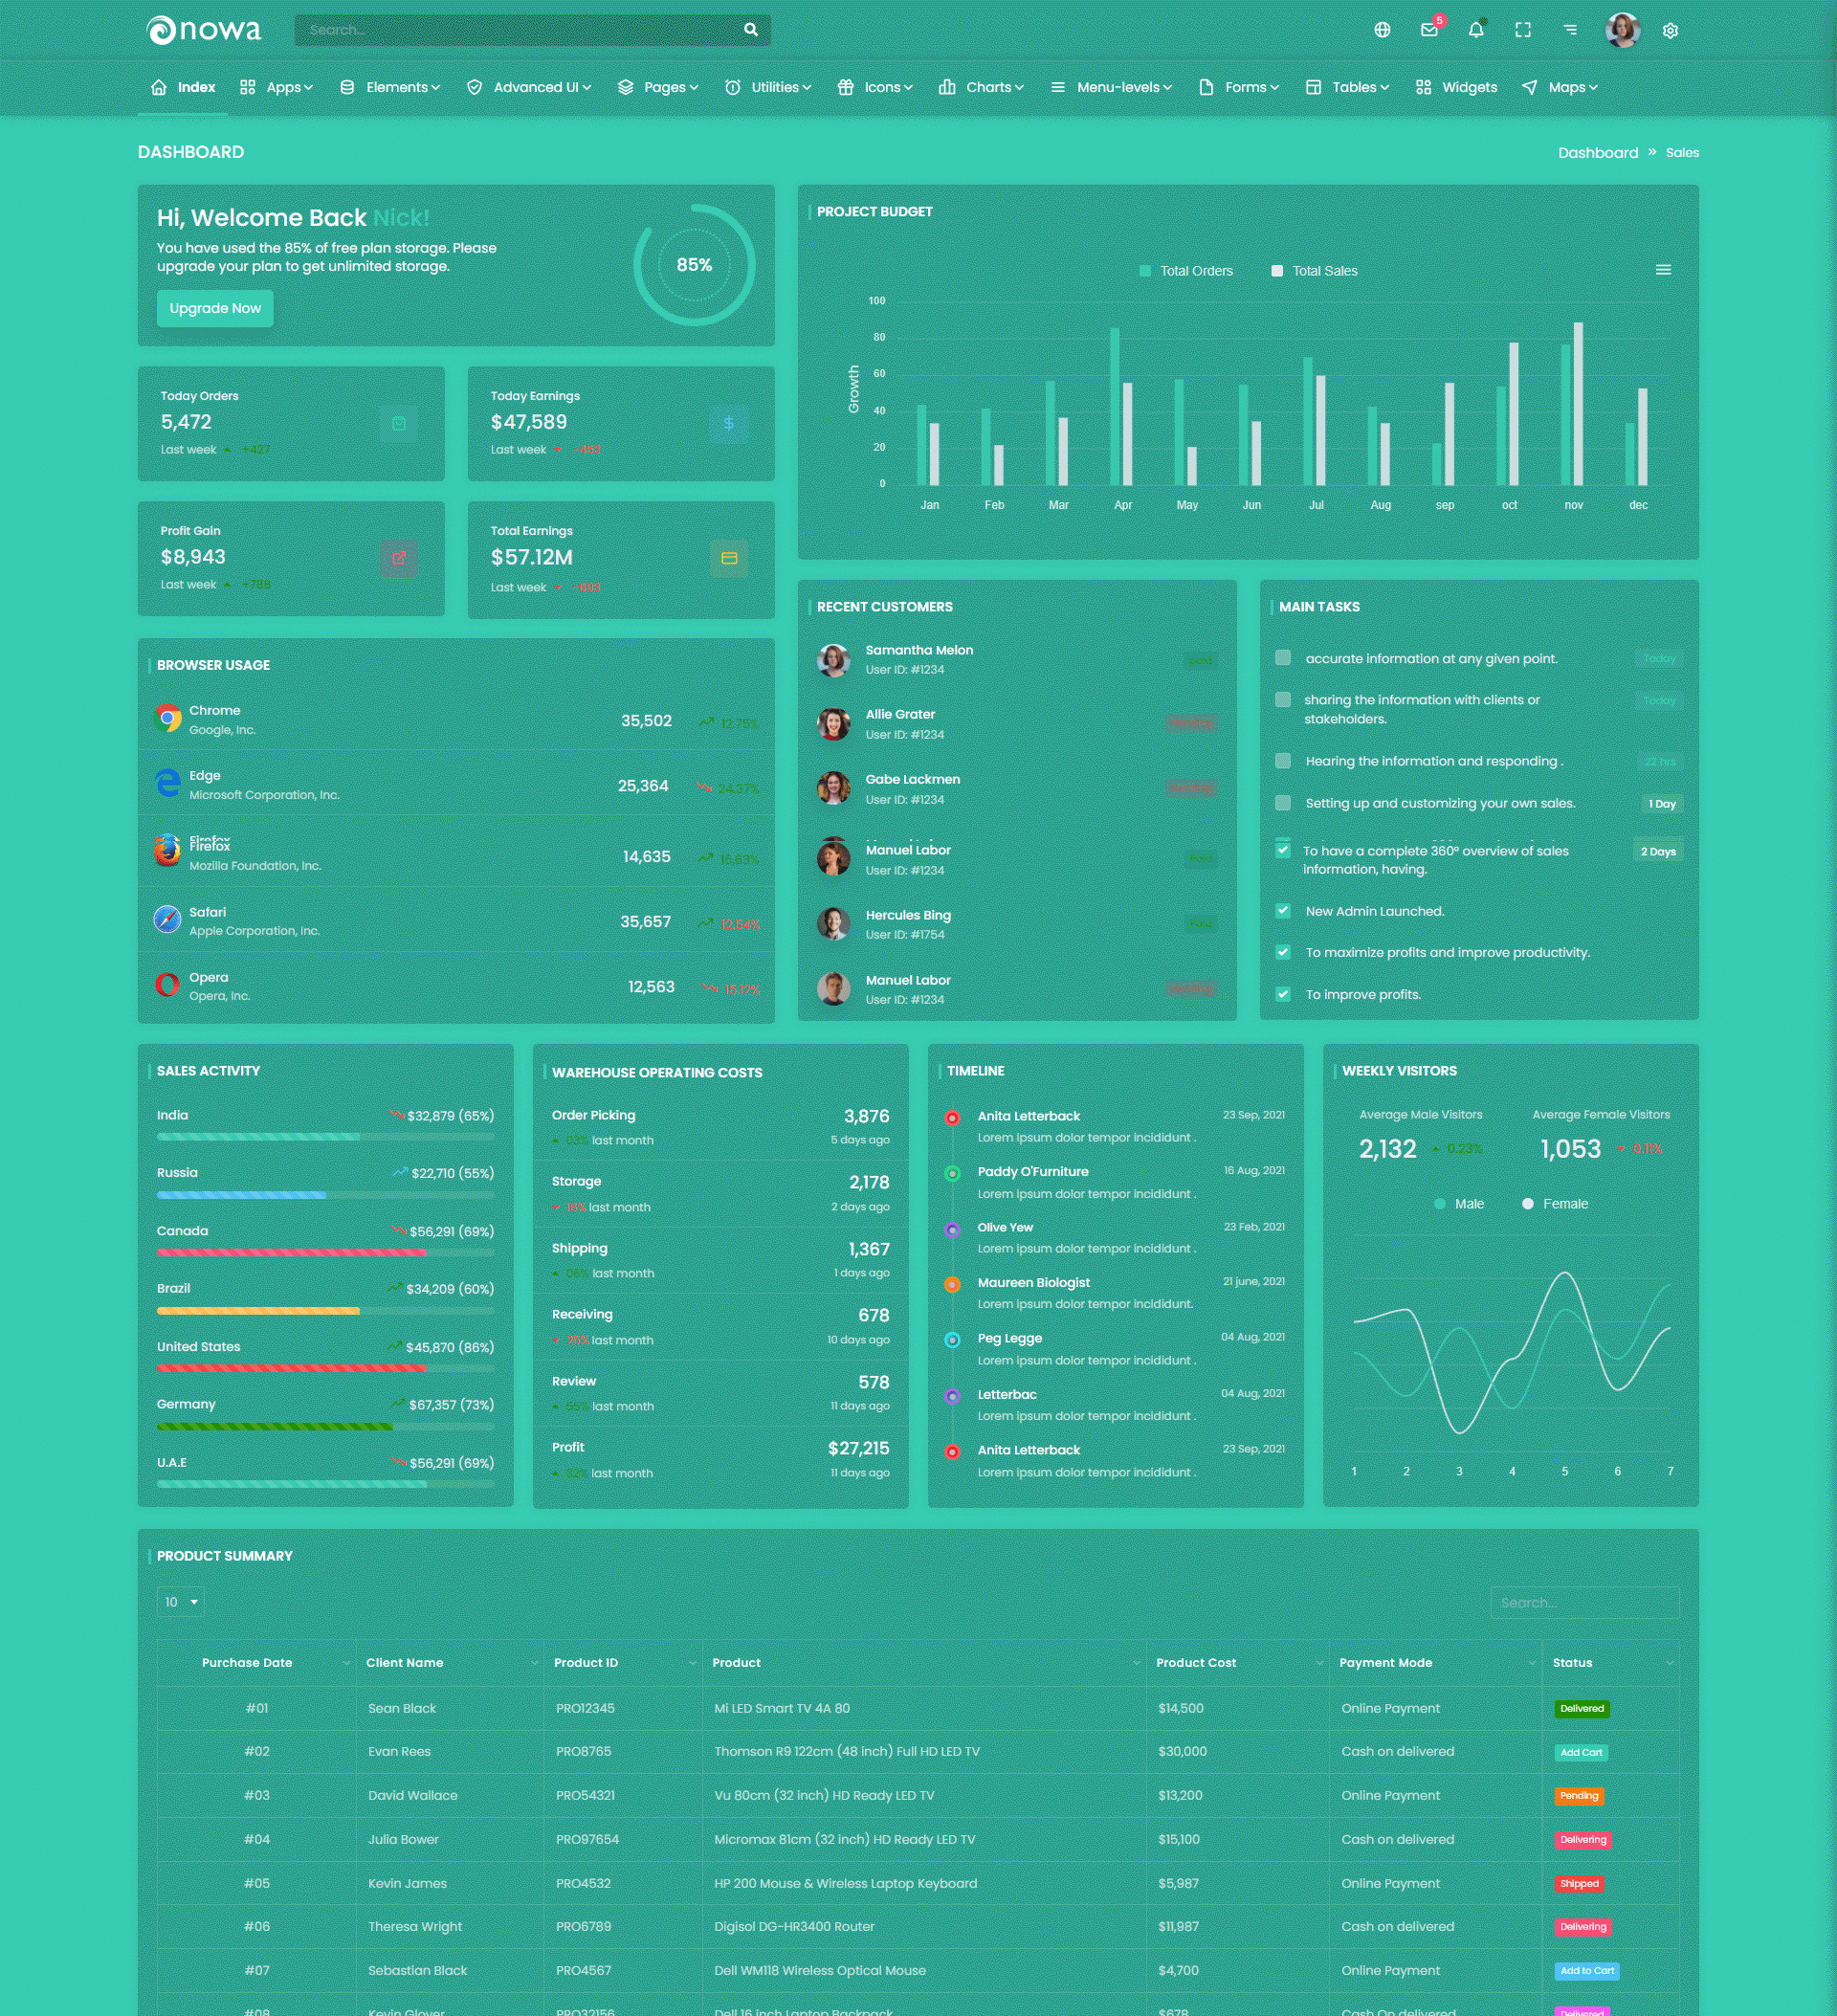 nowa
Search...
5
Index
Apps
Elements
Advanced UI
Pages
Utilities
Icons
Charts
Menu-levels
Forms
Tables
Widgets
Maps
DASHBOARD
Dashboard » Sales
Hi, Welcome Back Nick!
You have used the 85% of free plan storage. Please
upgrade your plan to get unlimited storage.
Upgrade Now
85%
Today Orders
5,472
Last week +427
Today Earnings
$47,589
Last week -453
Profit Gain
$8,943
Last week +788
Total Earnings
$57.12M
Last week -693
PROJECT BUDGET
Total Orders
Total Sales
Growth
100
80
60
40
20
0
Jan Feb Mar Apr May Jun Jul Aug sep oct nov dec
BROWSER USAGE
Chrome
Google, Inc.
35,502 12.75%
Edge
Microsoft Corporation, Inc.
25,364 24.37%
Firefox
Mozilla Foundation, Inc.
14,635 15.63%
Safari
Apple Corporation, Inc.
35,657 12.54%
Opera
Opera, Inc.
12,563 15.12%
RECENT CUSTOMERS
Samantha Melon
User ID: #1234
Allie Grater
User ID: #1234
Pending
Gabe Lackmen
User ID: #1234
Pending
Manuel Labor
User ID: #1234
Hercules Bing
User ID: #1754
Manuel Labor
User ID: #1234
Pending
MAIN TASKS
accurate information at any given point. Today
sharing the information with clients or Today
stakeholders.
Hearing the information and responding . 22 hrs
Setting up and customizing your own sales. 1 Day
To have a complete 360° overview of sales 2 Days
information, having.
New Admin Launched.
To maximize profits and improve productivity.
To improve profits.
SALES ACTIVITY
India $32,879 (65%)
Russia $22,710 (55%)
Canada $56,291 (69%)
Brazil $34,209 (60%)
United States $45,870 (86%)
Germany $67,357 (73%)
U.A.E $56,291 (69%)
WAREHOUSE OPERATING COSTS
Order Picking 3,876
03% last month 5 days ago
Storage 2,178
16% last month 2 days ago
Shipping 1,367
06% last month 1 days ago
Receiving 678
25% last month 10 days ago
Review 578
55% last month 11 days ago
Profit $27,215
32% last month 11 days ago
TIMELINE
Anita Letterback 23 Sep, 2021
Lorem ipsum dolor tempor incididunt .
Paddy O'Furniture 16 Aug, 2021
Lorem ipsum dolor tempor incididunt .
Olive Yew 23 Feb, 2021
Lorem ipsum dolor tempor incididunt .
Maureen Biologist 21 june, 2021
Lorem ipsum dolor tempor incididunt.
Peg Legge 04 Aug, 2021
Lorem ipsum dolor tempor incididunt .
Letterbac 04 Aug, 2021
Lorem ipsum dolor tempor incididunt .
Anita Letterback 23 Sep, 2021
Lorem ipsum dolor tempor incididunt .
WEEKLY VISITORS
Average Male Visitors
2,132 0.23%
Average Female Visitors
1,053 0.11%
Male
Female
1 2 3 4 5 6 7
PRODUCT SUMMARY
10
Search...
Purchase Date Client Name Product ID Product Product Cost Payment Mode Status
#01 Sean Black PRO12345 Mi LED Smart TV 4A 80 $14,500 Online Payment Delivered
#02 Evan Rees PRO8765 Thomson R9 122cm (48 inch) Full HD LED TV $30,000 Cash on delivered Add Cart
#03 David Wallace PRO54321 Vu 80cm (32 inch) HD Ready LED TV $13,200 Online Payment Pending
#04 Julia Bower PRO97654 Micromax 81cm (32 inch) HD Ready LED TV $15,100 Cash on delivered Delivering
#05 Kevin James PRO4532 HP 200 Mouse & Wireless Laptop Keyboard $5,987 Online Payment Shipped
#06 Theresa Wright PRO6789 Digisol DG-HR3400 Router $11,987 Cash on delivered Delivering
#07 Sebastian Black PRO4567 Dell WM118 Wireless Optical Mouse $4,700 Online Payment Add to Cart
#08 Kevin Glover PRO32156 Dell 16 inch Laptop Backpack $678 Cash On delivered Delivered